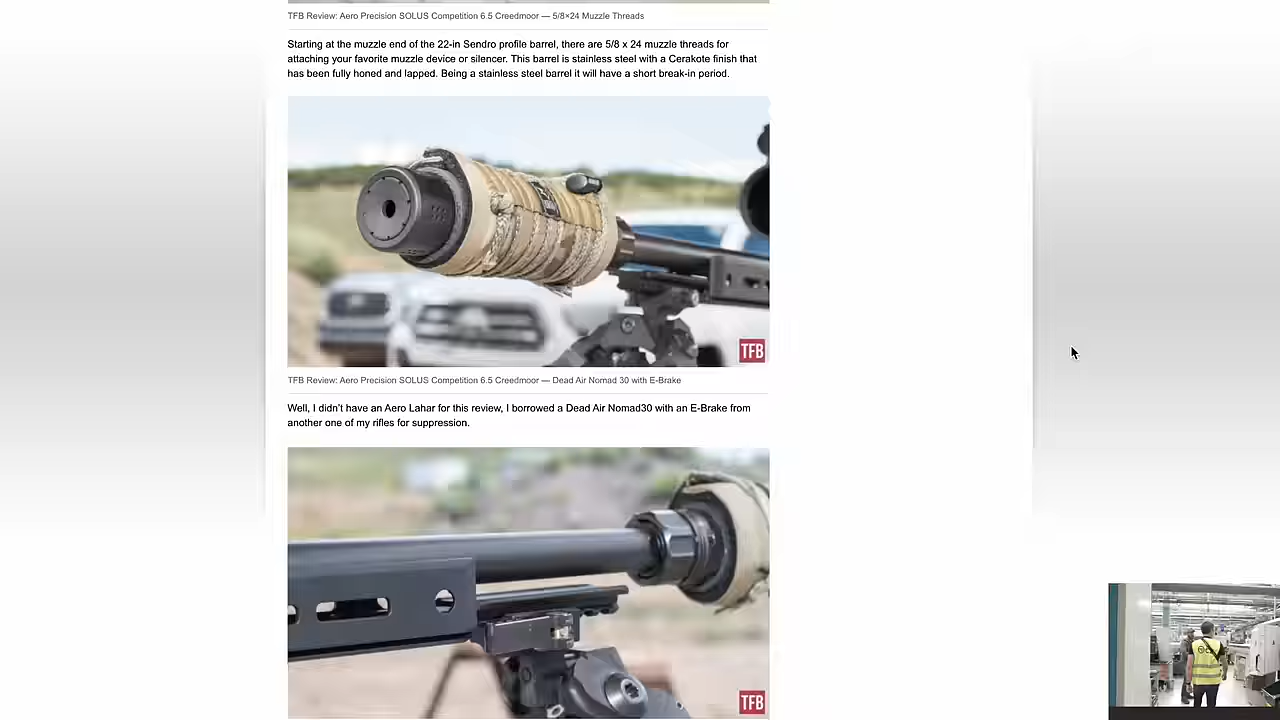 TFB Review: Aero Precision SOLUS Competition 6.5 Creedmoor — 5/8×24 Muzzle Threads
Starting at the muzzle end of the 22-in Sendro profile barrel, there are 5/8 x 24 muzzle threads for
attaching your favorite muzzle device or silencer. This barrel is stainless steel with a Cerakote finish that
has been fully honed and lapped. Being a stainless steel barrel it will have a short break-in period.
TFB
TFB Review: Aero Precision SOLUS Competition 6.5 Creedmoor — Dead Air Nomad 30 with E-Brake
Well, I didn't have an Aero Lahar for this review, I borrowed a Dead Air Nomad30 with an E-Brake from
another one of my rifles for suppression.
TFB